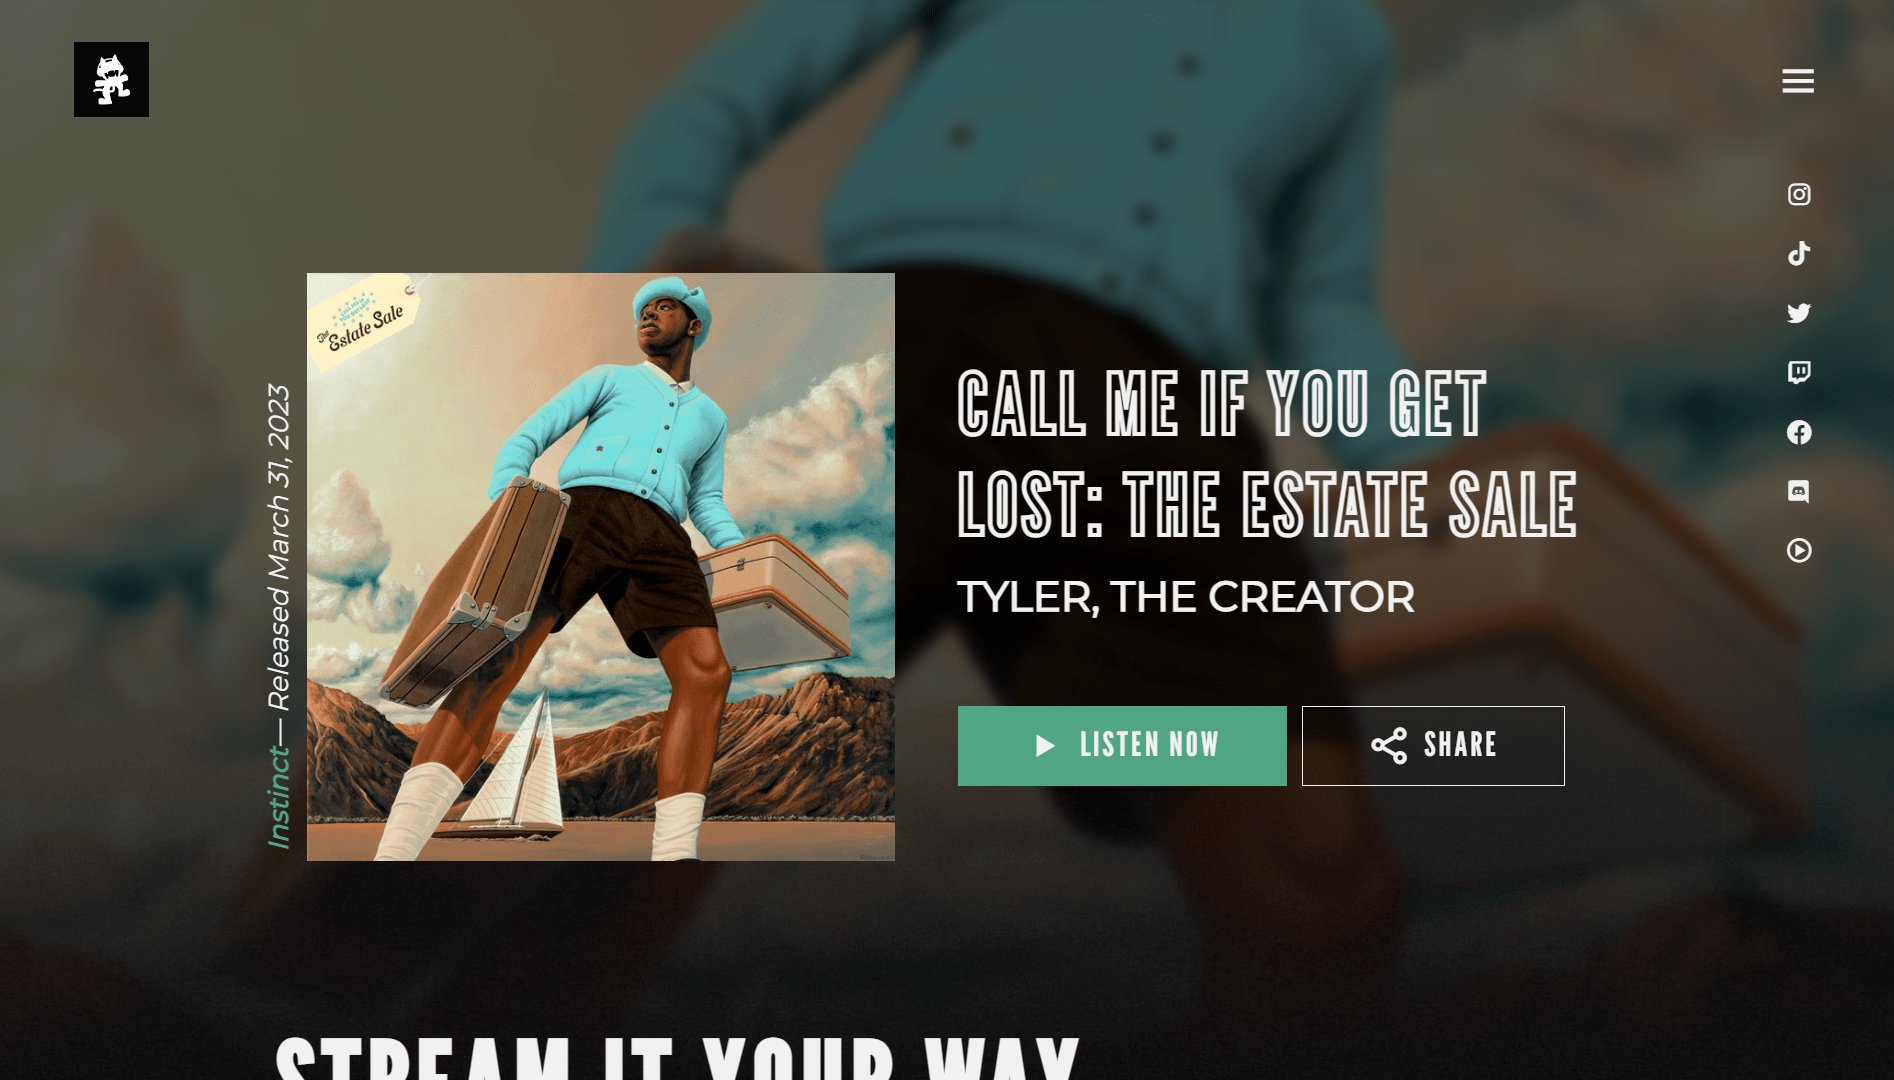 The
Estate Sale
Instinct — Released March 31, 2023
CALL ME IF YOU GET
LOST: THE ESTATE SALE
TYLER, THE CREATOR
LISTEN NOW
SHARE
STREAM IT YOUR WAY